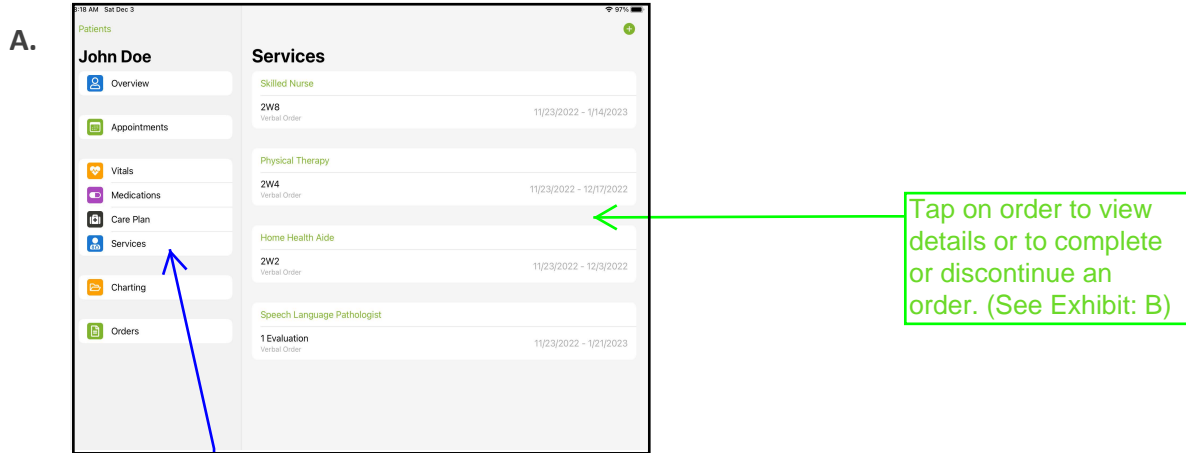 A.
8:18 AM Sat Dec 3
97%
Patients
John Doe
Overview
Appointments
Vitals
Medications
Care Plan
Services
Charting
Orders
Services
Skilled Nurse
2W8
Verbal Order
11/23/2022 - 1/14/2023
Physical Therapy
2W4
Verbal Order
11/23/2022 - 12/17/2022
Home Health Aide
2W2
Verbal Order
11/23/2022 - 12/3/2022
Speech Language Pathologist
1 Evaluation
Verbal Order
11/23/2022 - 1/21/2023
Tap on order to view
details or to complete
or discontinue an
order. (See Exhibit: B)